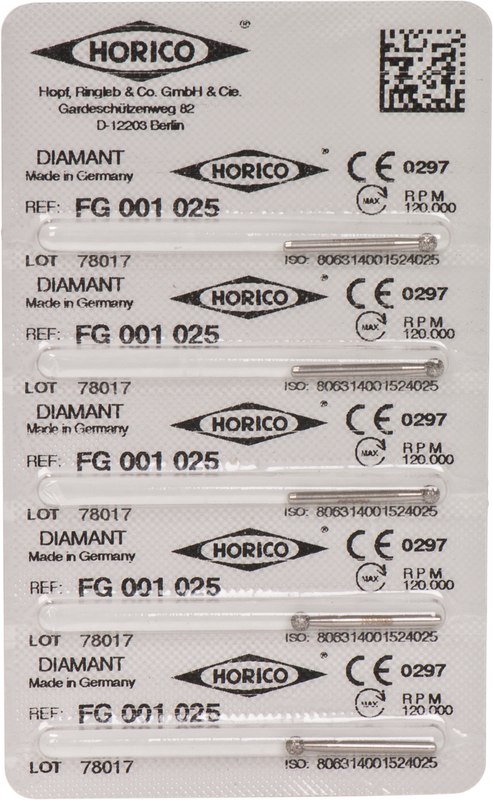 HORICO ®
Hopf, Ringleb & Co. GmbH & Cie.
Gardeschützenweg 82
D-12203 Berlin
DIAMANT HORICO ® CE 0297
Made in Germany
REF: FG 001 025 MAX RPM 120.000
LOT 78017 ISO: 806314001524025
DIAMANT HORICO ® CE 0297
Made in Germany
REF: FG 001 025 MAX RPM 120.000
LOT 78017 ISO: 806314001524025
DIAMANT HORICO ® CE 0297
Made in Germany
REF: FG 001 025 MAX RPM 120.000
LOT 78017 ISO: 806314001524025
DIAMANT HORICO ® CE 0297
Made in Germany
REF: FG 001 025 MAX RPM 120.000
LOT 78017 ISO: 806314001524025
DIAMANT HORICO ® CE 0297
Made in Germany
REF: FG 001 025 MAX RPM 120.000
LOT 78017 ISO: 806314001524025